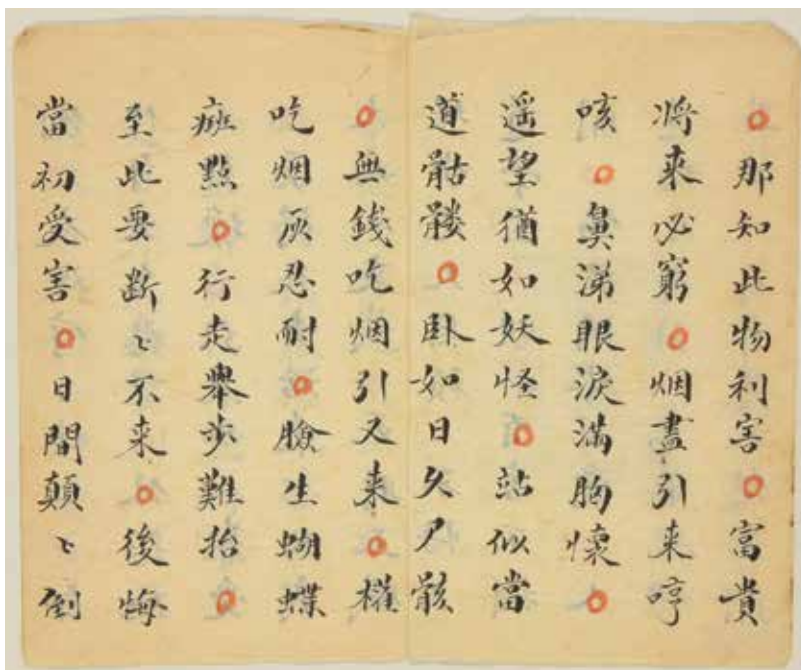 ○那知此物利害○富貴
將来必窮○烟盡引来哼
咳○鼻涕眼淚滿胸懷○
遥望猶如妖怪○站似當
道骷髏○卧如日久尸骸
○無錢吃烟引又来○權
吃烟灰忍耐○臉生蝴蝶
點○行走舉步難抬○
至此要断〻不来○後悔
當初受害○日間顛〻倒